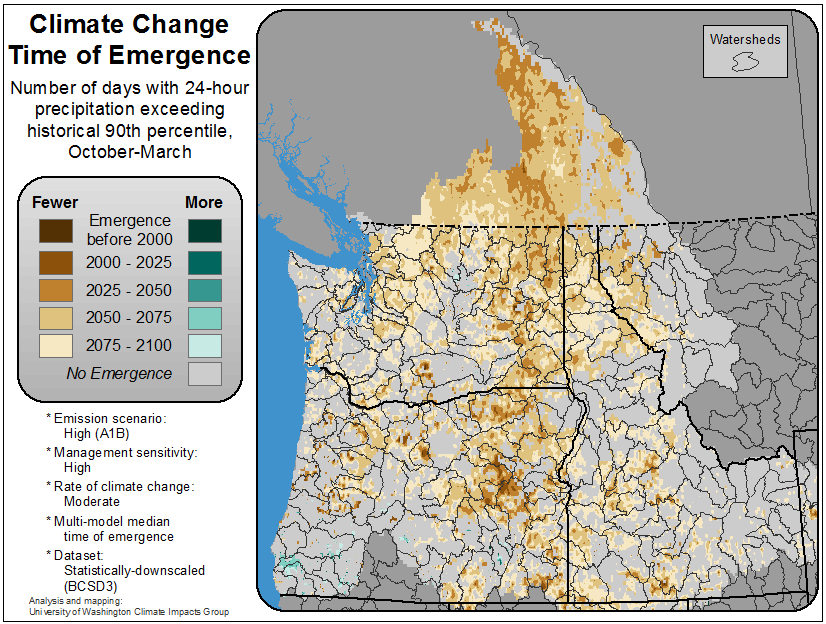 Climate Change
Time of Emergence
Number of days with 24-hour
precipitation exceeding
historical 90th percentile,
October-March
Fewer
More
Emergence
before 2000
2000 - 2025
2025 - 2050
2050 - 2075
2075 - 2100
No Emergence
* Emission scenario:
High (A1B)
* Management sensitivity:
High
* Rate of climate change:
Moderate
* Multi-model median
time of emergence
* Dataset:
Statistically-downscaled
(BCSD3)
Analysis and mapping:
University of Washington Climate Impacts Group
Watersheds